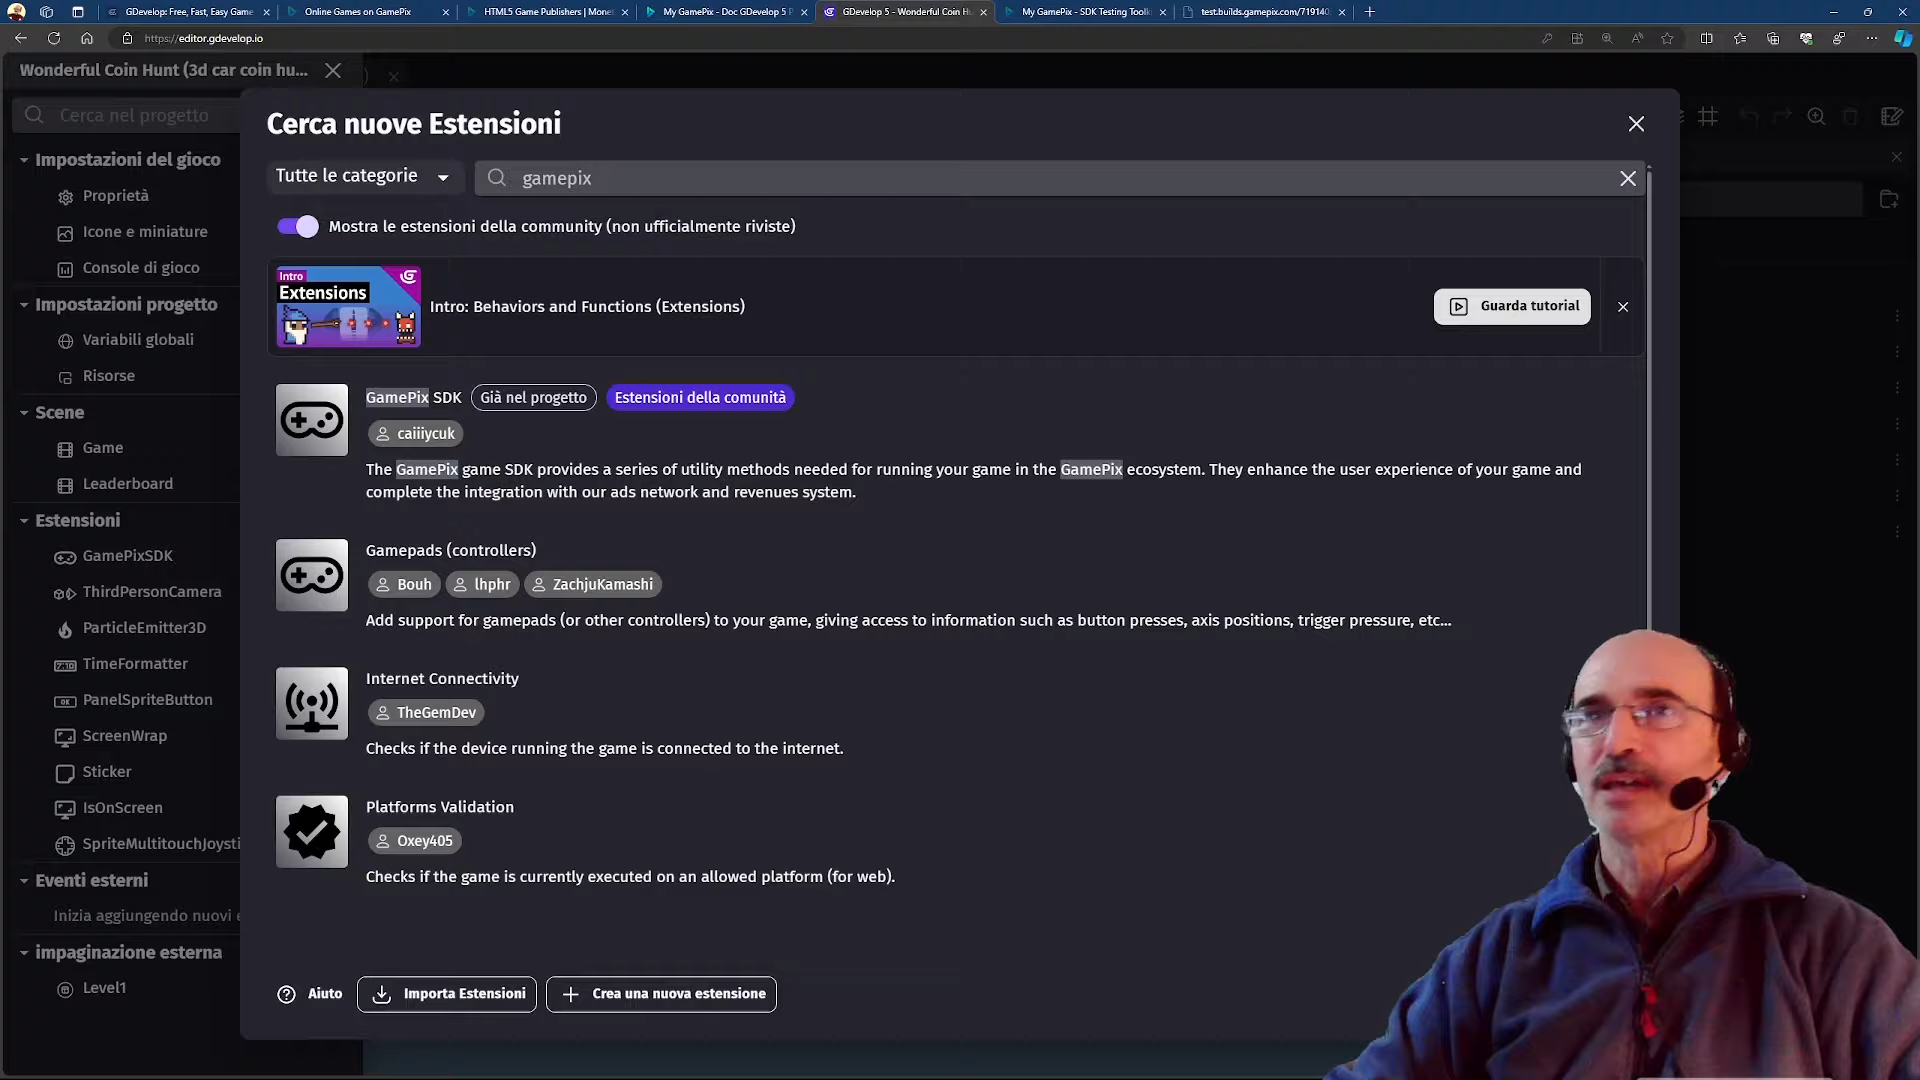 GDevelop: Free, Fast, Easy Game
Online Games on GamePix
HTML5 Game Publishers | Mone
My GamePix - Doc GDevelop 5 P
GDevelop 5 - Wonderful Coin Hu
My GamePix - SDK Testing Toolk
test.builds.gamepix.com/719140
https://editor.gdevelop.io
Wonderful Coin Hunt (3d car coin hu...
Cerca nel progetto
Impostazioni del gioco
Proprietà
Icone e miniature
Console di gioco
Impostazioni progetto
Variabili globali
Risorse
Scene
Game
Leaderboard
Estensioni
GamePixSDK
ThirdPersonCamera
ParticleEmitter3D
TimeFormatter
PanelSpriteButton
ScreenWrap
Sticker
IsOnScreen
SpriteMultitouchJoysti
Eventi esterni
Inizia aggiungendo nuovi e
impaginazione esterna
Level1
Cerca nuove Estensioni
Tutte le categorie
gamepix
Mostra le estensioni della community (non ufficialmente riviste)
Intro
Extensions
Intro: Behaviors and Functions (Extensions)
Guarda tutorial
GamePix SDK Già nel progetto Estensioni della comunità
caiiiycuk
The GamePix game SDK provides a series of utility methods needed for running your game in the GamePix ecosystem. They enhance the user experience of your game and
complete the integration with our ads network and revenues system.
Gamepads (controllers)
Bouh lhphr ZachjuKamashi
Add support for gamepads (or other controllers) to your game, giving access to information such as button presses, axis positions, trigger pressure, etc...
Internet Connectivity
TheGemDev
Checks if the device running the game is connected to the internet.
Platforms Validation
Oxey405
Checks if the game is currently executed on an allowed platform (for web).
Aiuto
Importa Estensioni
Crea una nuova estensione